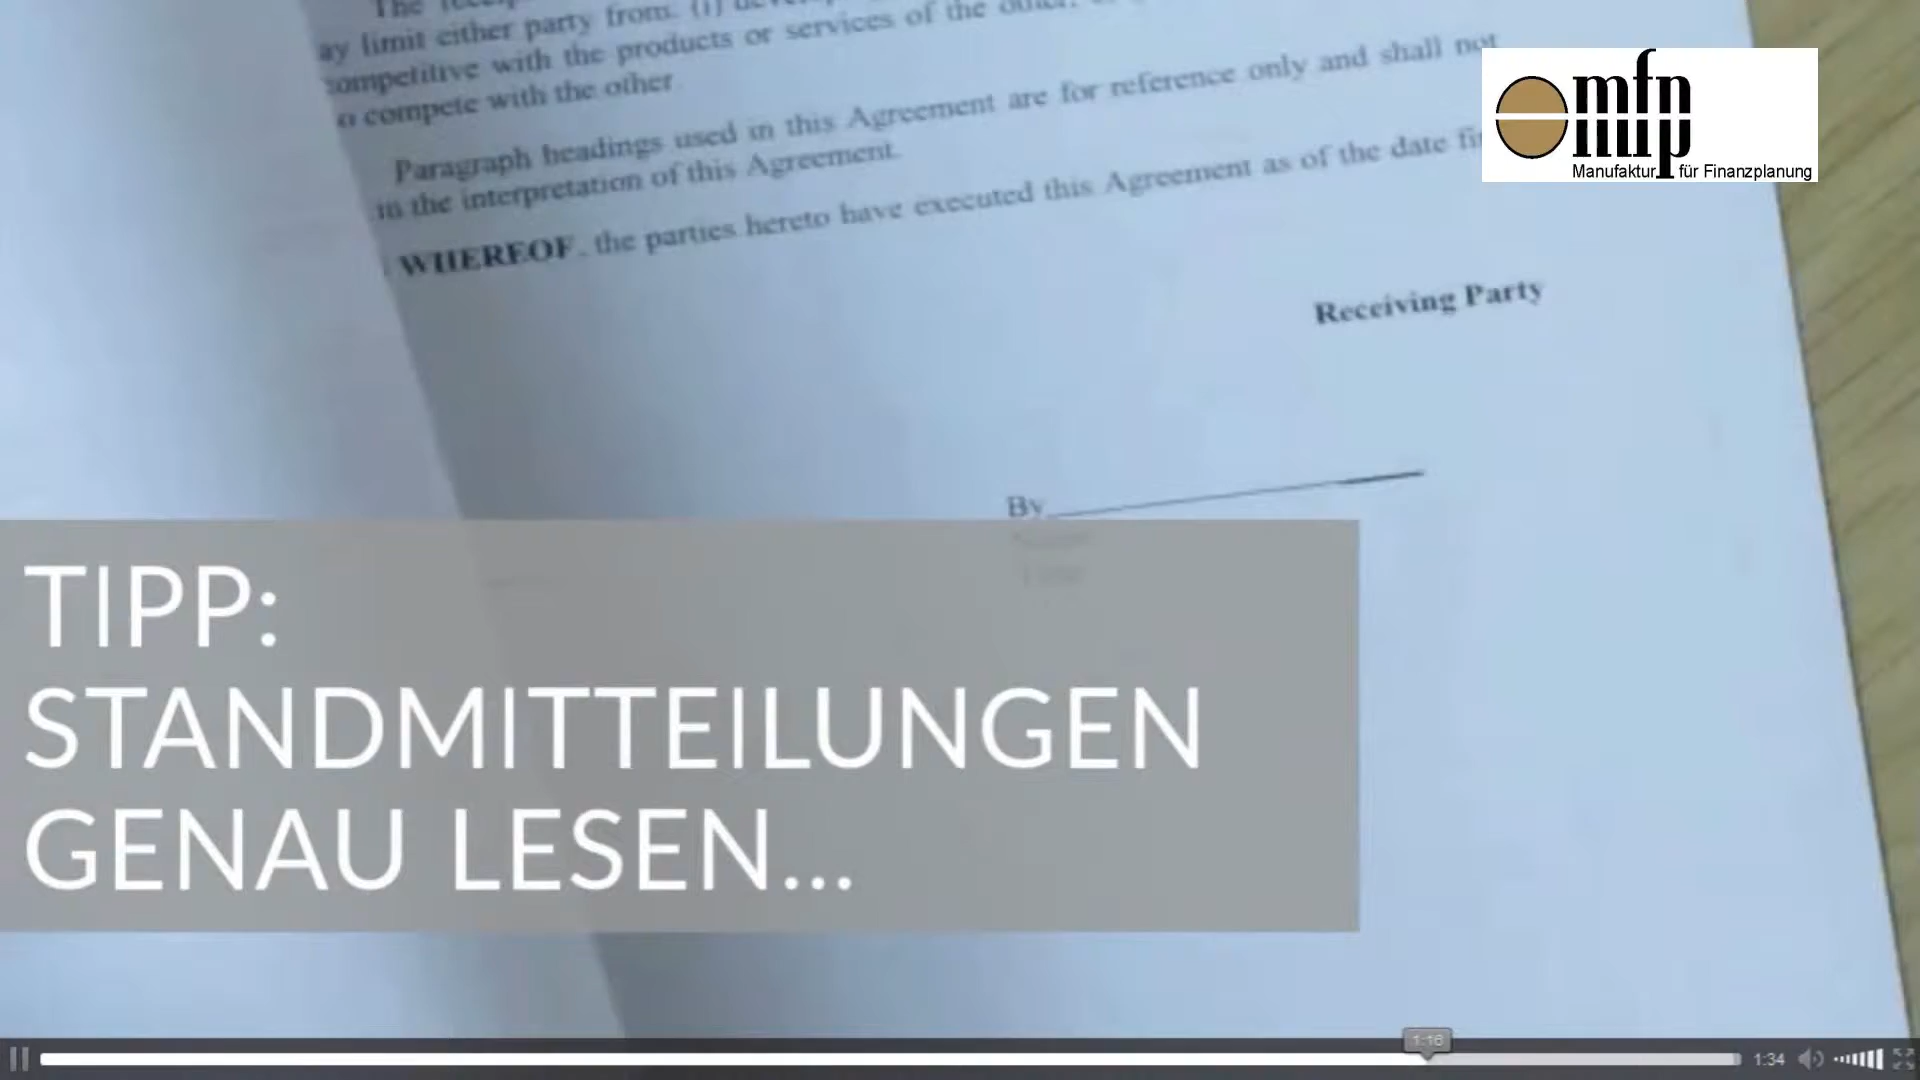 The
ay limit either party from: (i)
competitive with the products or services of the other,
o compete with the other
mfp
Manufaktur für Finanzplanung
Paragraph headings used in this Agreement are for reference only and shall not
in the interpretation of this Agreement.
WHEREOF, the parties hereto have executed this Agreement as of the date
Receiving Party
By
TIPP:
STANDMITTEILUNGEN
GENAU LESEN...
1:16
1:34